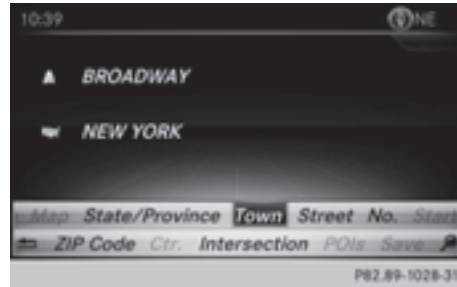 10:39 NE
BROADWAY
NEW YORK
Map State/Province Town Street No. Start
ZIP Code Ctr. Intersection POIs Save
P82.89-1028-31